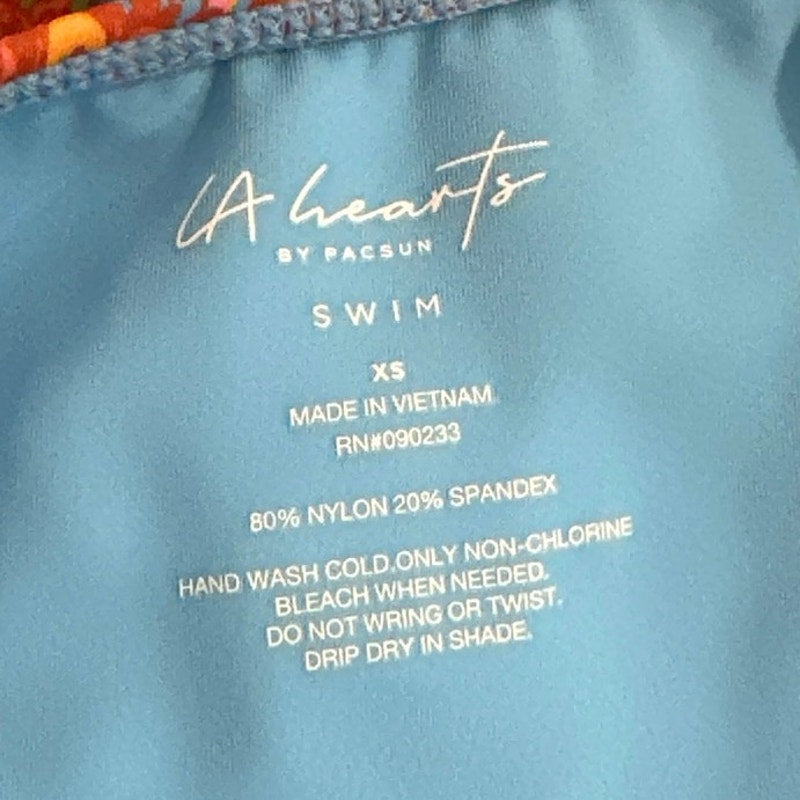 LA hearts
BY PACSUN
SWIM
XS
MADE IN VIETNAM
RN#090233
80% NYLON 20% SPANDEX
HAND WASH COLD.ONLY NON-CHLORINE
BLEACH WHEN NEEDED.
DO NOT WRING OR TWIST.
DRIP DRY IN SHADE.